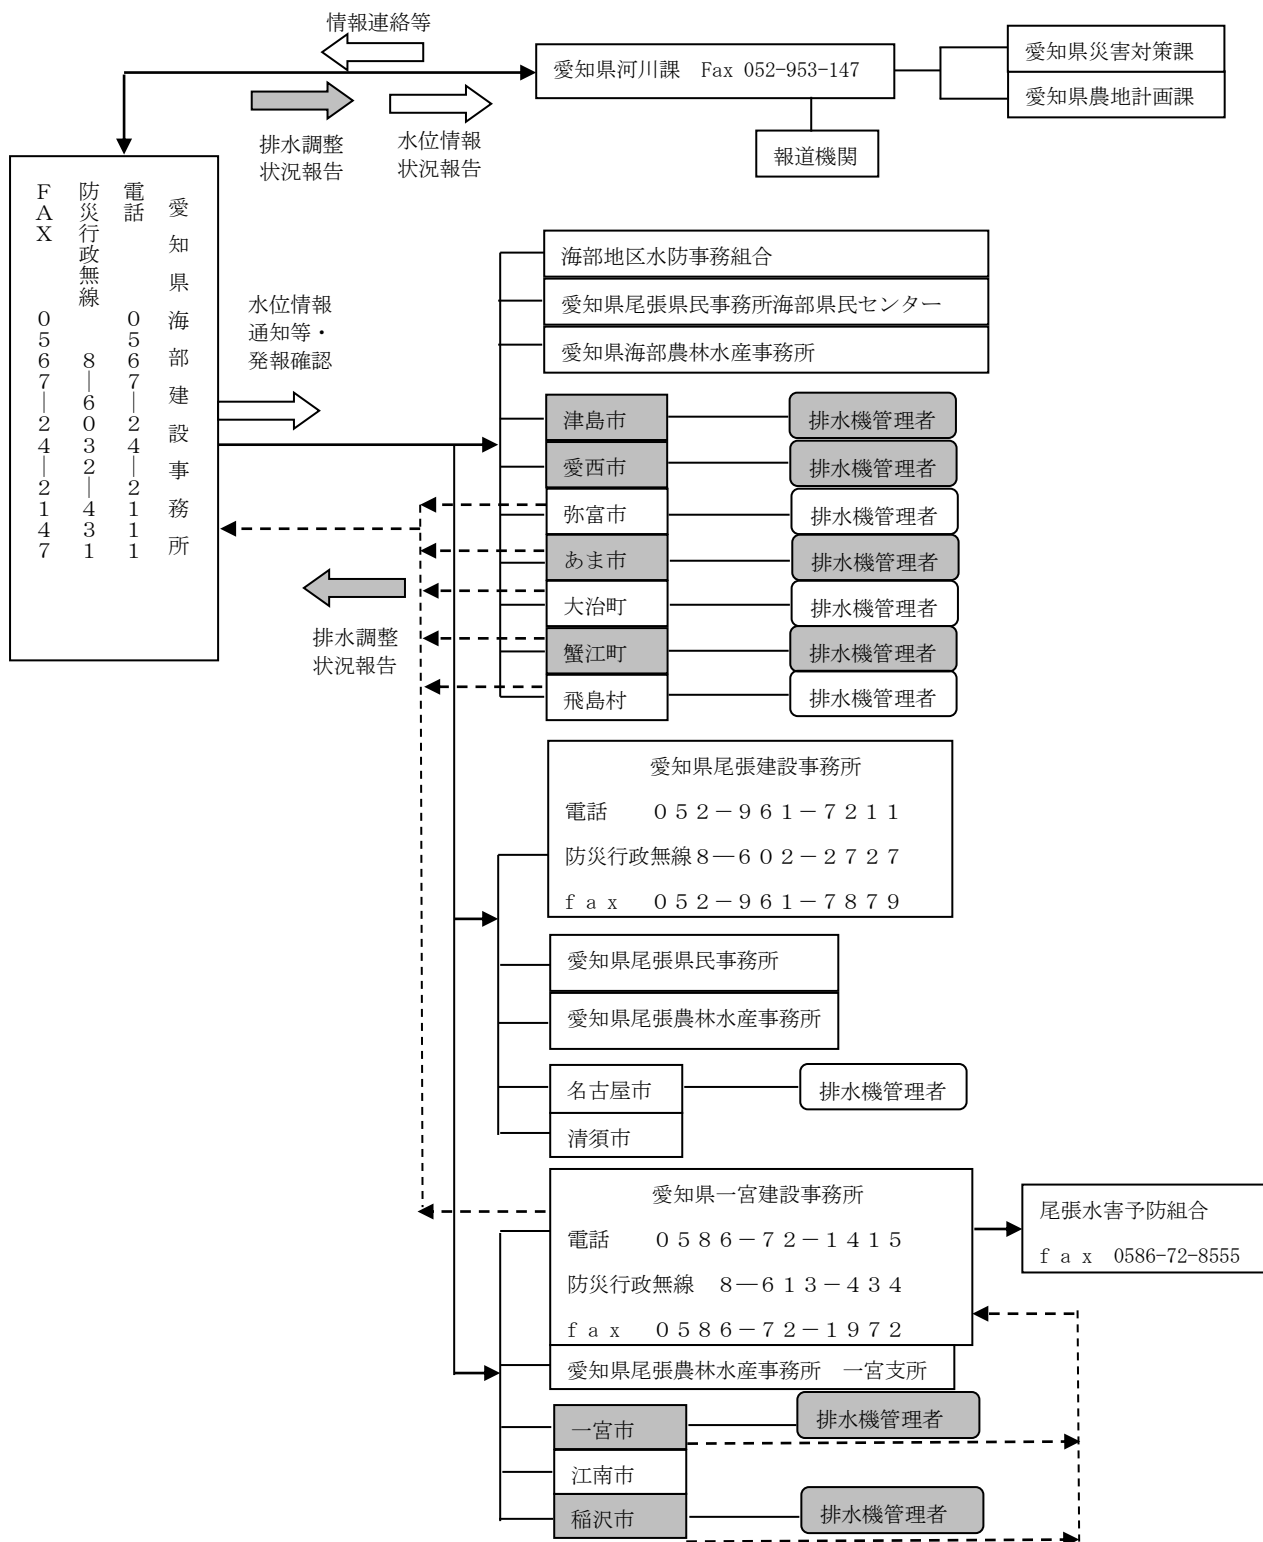 情報連絡等
愛知県河川課　Fax 052-953-147
愛知県災害対策課
愛知県農地計画課
報道機関
排水調整
状況報告
水位情報
状況報告
愛知県海部建設事務所
電話　　０５６７―２４―２１１１
防災行政無線　８―６０３２―４３１
ＦＡＸ　　０５６７―２４―２１４７
水位情報
通知等・
発報確認
海部地区水防事務組合
愛知県尾張県民事務所海部県民センター
愛知県海部農林水産事務所
津島市　排水機管理者
愛西市　排水機管理者
弥富市　排水機管理者
あま市　排水機管理者
大治町　排水機管理者
蟹江町　排水機管理者
飛島村　排水機管理者
排水調整
状況報告
愛知県尾張建設事務所
電話　　０５２－９６１－７２１１
防災行政無線８―６０２－２７２７
ｆａｘ　０５２－９６１－７８７９
愛知県尾張県民事務所
愛知県尾張農林水産事務所
名古屋市　排水機管理者
清須市
愛知県一宮建設事務所
電話　　０５８６－７２－１４１５
防災行政無線　８―６１３－４３４
ｆａｘ　０５８６－７２－１９７２
尾張水害予防組合
ｆａｘ　0586-72-8555
愛知県尾張農林水産事務所　一宮支所
一宮市　排水機管理者
江南市
稲沢市　排水機管理者